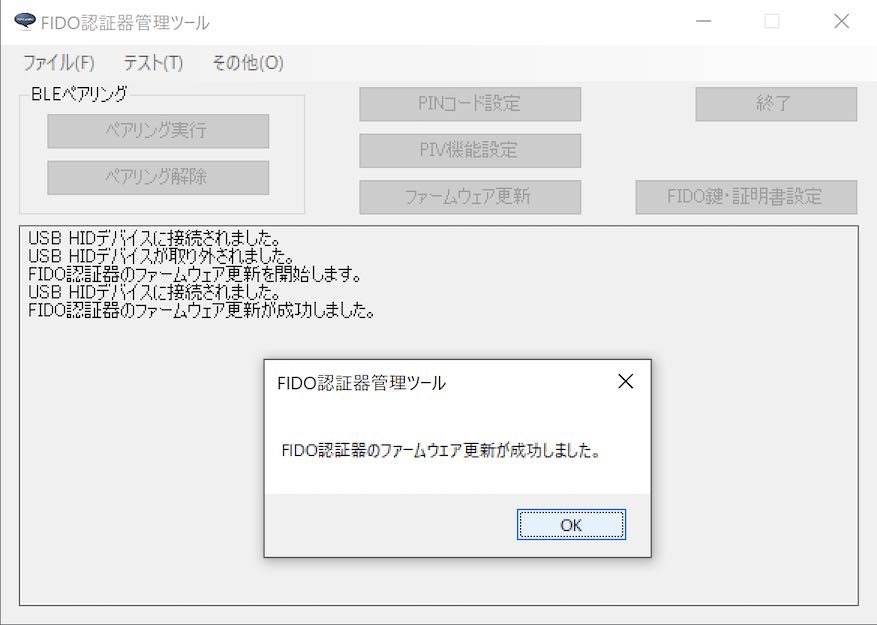 FIDO認証器管理ツール
ファイル(F) テスト(T) その他(O)
BLEペアリング
ペアリング実行
ペアリング解除
PINコード設定
PIV機能設定
ファームウェア更新
終了
FIDO鍵・証明書設定
USB HIDデバイスに接続されました。
USB HIDデバイスが取り外されました。
FIDO認証器のファームウェア更新を開始します。
USB HIDデバイスに接続されました。
FIDO認証器のファームウェア更新が成功しました。
FIDO認証器管理ツール
FIDO認証器のファームウェア更新が成功しました。
OK